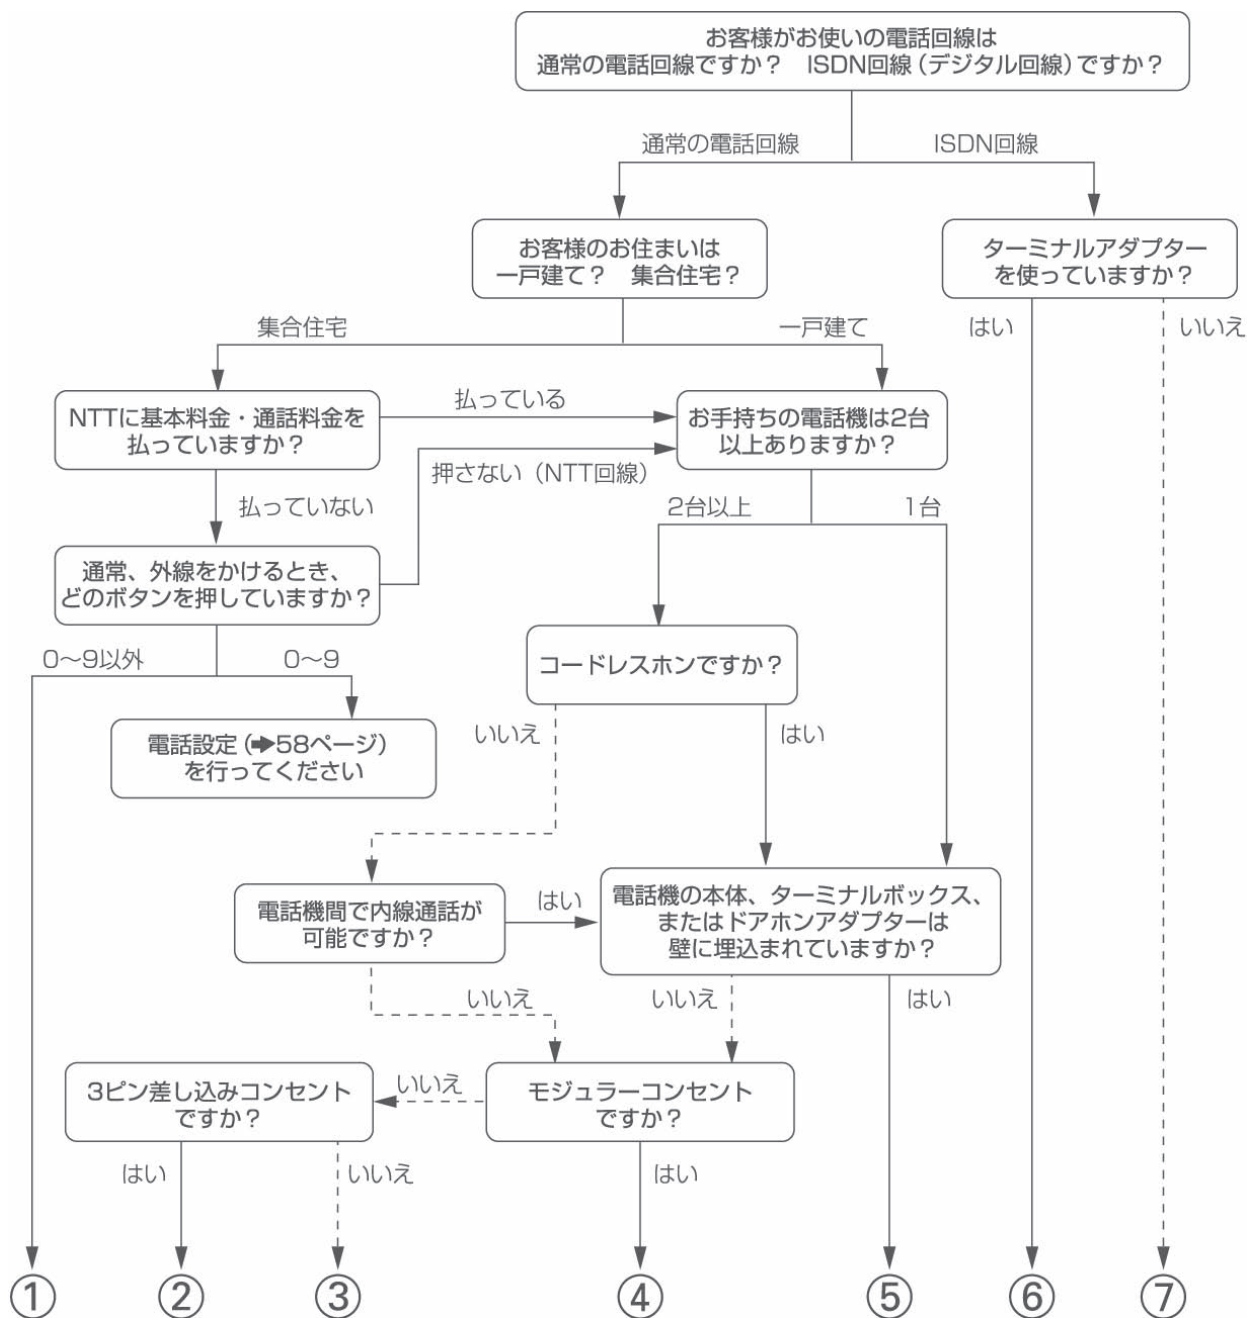 お客様がお使いの電話回線は
通常の電話回線ですか？　ISDN回線（デジタル回線）ですか？
通常の電話回線
ISDN回線
お客様のお住まいは
一戸建て？　集合住宅？
ターミナルアダプター
を使っていますか？
集合住宅
一戸建て
はい
いいえ
NTTに基本料金・通話料金を
払っていますか？
払っている
お手持ちの電話機は2台
以上ありますか？
押さない（NTT回線）
払っていない
2台以上
1台
通常、外線をかけるとき、
どのボタンを押していますか？
0〜9以外
0〜9
コードレスホンですか？
電話設定（➡58ページ）
を行ってください
いいえ
はい
電話機間で内線通話が
可能ですか？
はい
電話機の本体、ターミナルボックス、
またはドアホンアダプターは
壁に埋込まれていますか？
いいえ
いいえ
はい
3ピン差し込みコンセント
ですか？
いいえ
モジュラーコンセント
ですか？
はい
いいえ
はい
① ② ③ ④ ⑤ ⑥ ⑦